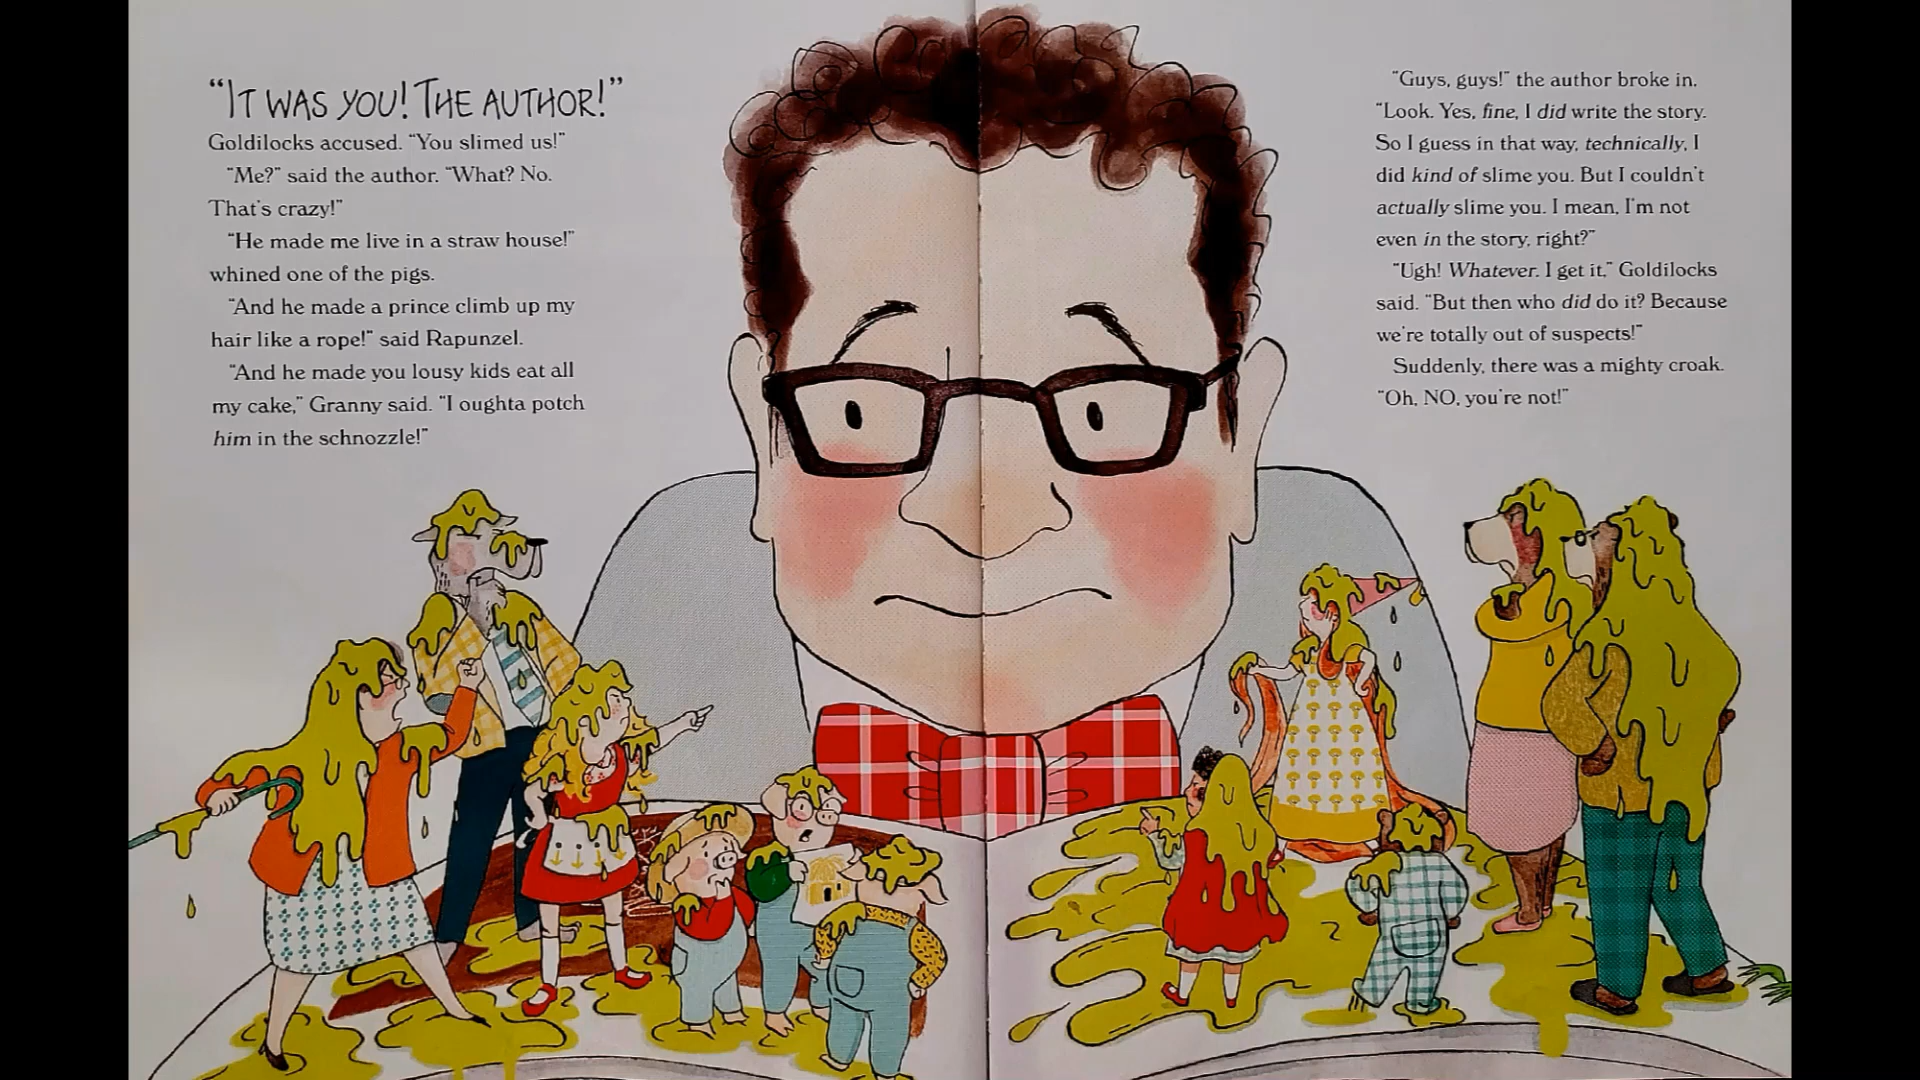 “IT WAS YOU! THE AUTHOR!”
Goldilocks accused. “You slimed us!”
“Me?” said the author. “What? No.
That’s crazy!”
“He made me live in a straw house!”
whined one of the pigs.
“And he made a prince climb up my
hair like a rope!” said Rapunzel.
“And he made you lousy kids eat all
my cake,” Granny said. “I oughta potch
him in the schnozzle!”
“Guys, guys!” the author broke in.
“Look. Yes, fine, I did write the story.
So I guess in that way, technically, I
did kind of slime you. But I couldn’t
actually slime you. I mean, I’m not
even in the story, right?”
“Ugh! Whatever. I get it,” Goldilocks
said. “But then who did do it? Because
we’re totally out of suspects!”
Suddenly, there was a mighty croak.
“Oh, NO, you’re not!”